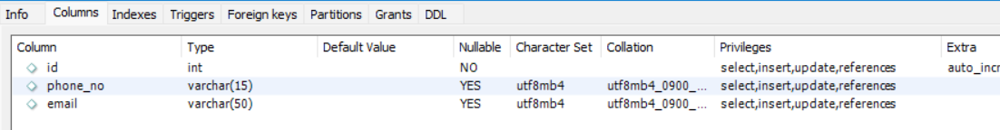 Info Columns Indexes Triggers Foreign keys Partitions Grants DDL
Column Type Default Value Nullable Character Set Collation Privileges Extra
id int NO select,insert,update,references auto_incr
phone_no varchar(15) YES utf8mb4 utf8mb4_0900_... select,insert,update,references
email varchar(50) YES utf8mb4 utf8mb4_0900_... select,insert,update,references